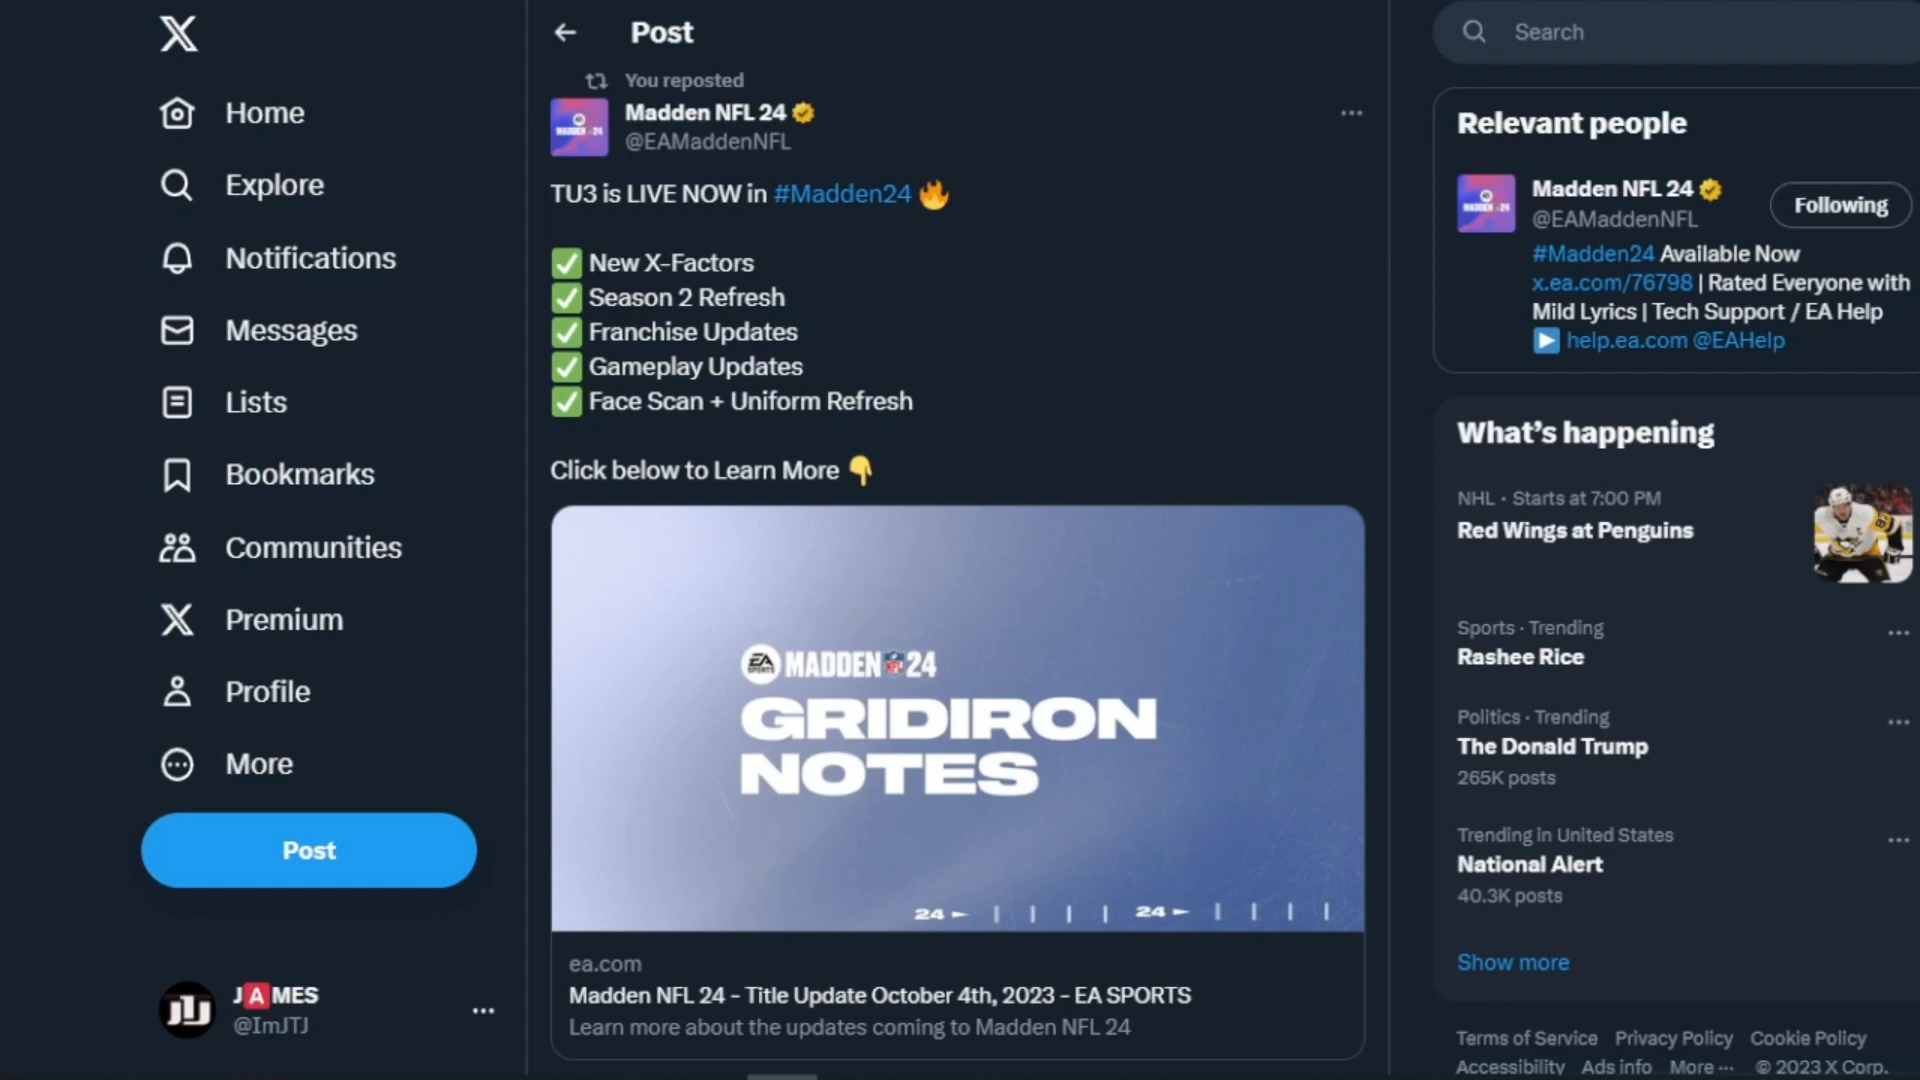 Home
Explore
Notifications
Messages
Lists
Bookmarks
Communities
Premium
Profile
More
Post
JAMES
@ImJTJ
Post
You reposted
Madden NFL 24
@EAMaddenNFL
TU3 is LIVE NOW in #Madden24 🔥
✅ New X-Factors
✅ Season 2 Refresh
✅ Franchise Updates
✅ Gameplay Updates
✅ Face Scan + Uniform Refresh
Click below to Learn More 👇
EA SPORTS MADDEN NFL 24
GRIDIRON
NOTES
24 24
ea.com
Madden NFL 24 - Title Update October 4th, 2023 - EA SPORTS
Learn more about the updates coming to Madden NFL 24
Search
Relevant people
MADDEN 24
Madden NFL 24
@EAMaddenNFL
Following
#Madden24 Available Now
x.ea.com/76798 | Rated Everyone with
Mild Lyrics | Tech Support / EA Help
▶ help.ea.com @EAHelp
What's happening
NHL · Starts at 7:00 PM
Red Wings at Penguins
Sports · Trending
Rashee Rice
Politics · Trending
The Donald Trump
265K posts
Trending in United States
National Alert
40.3K posts
Show more
Terms of Service Privacy Policy Cookie Policy
Accessibility Ads info More ··· © 2023 X Corp.